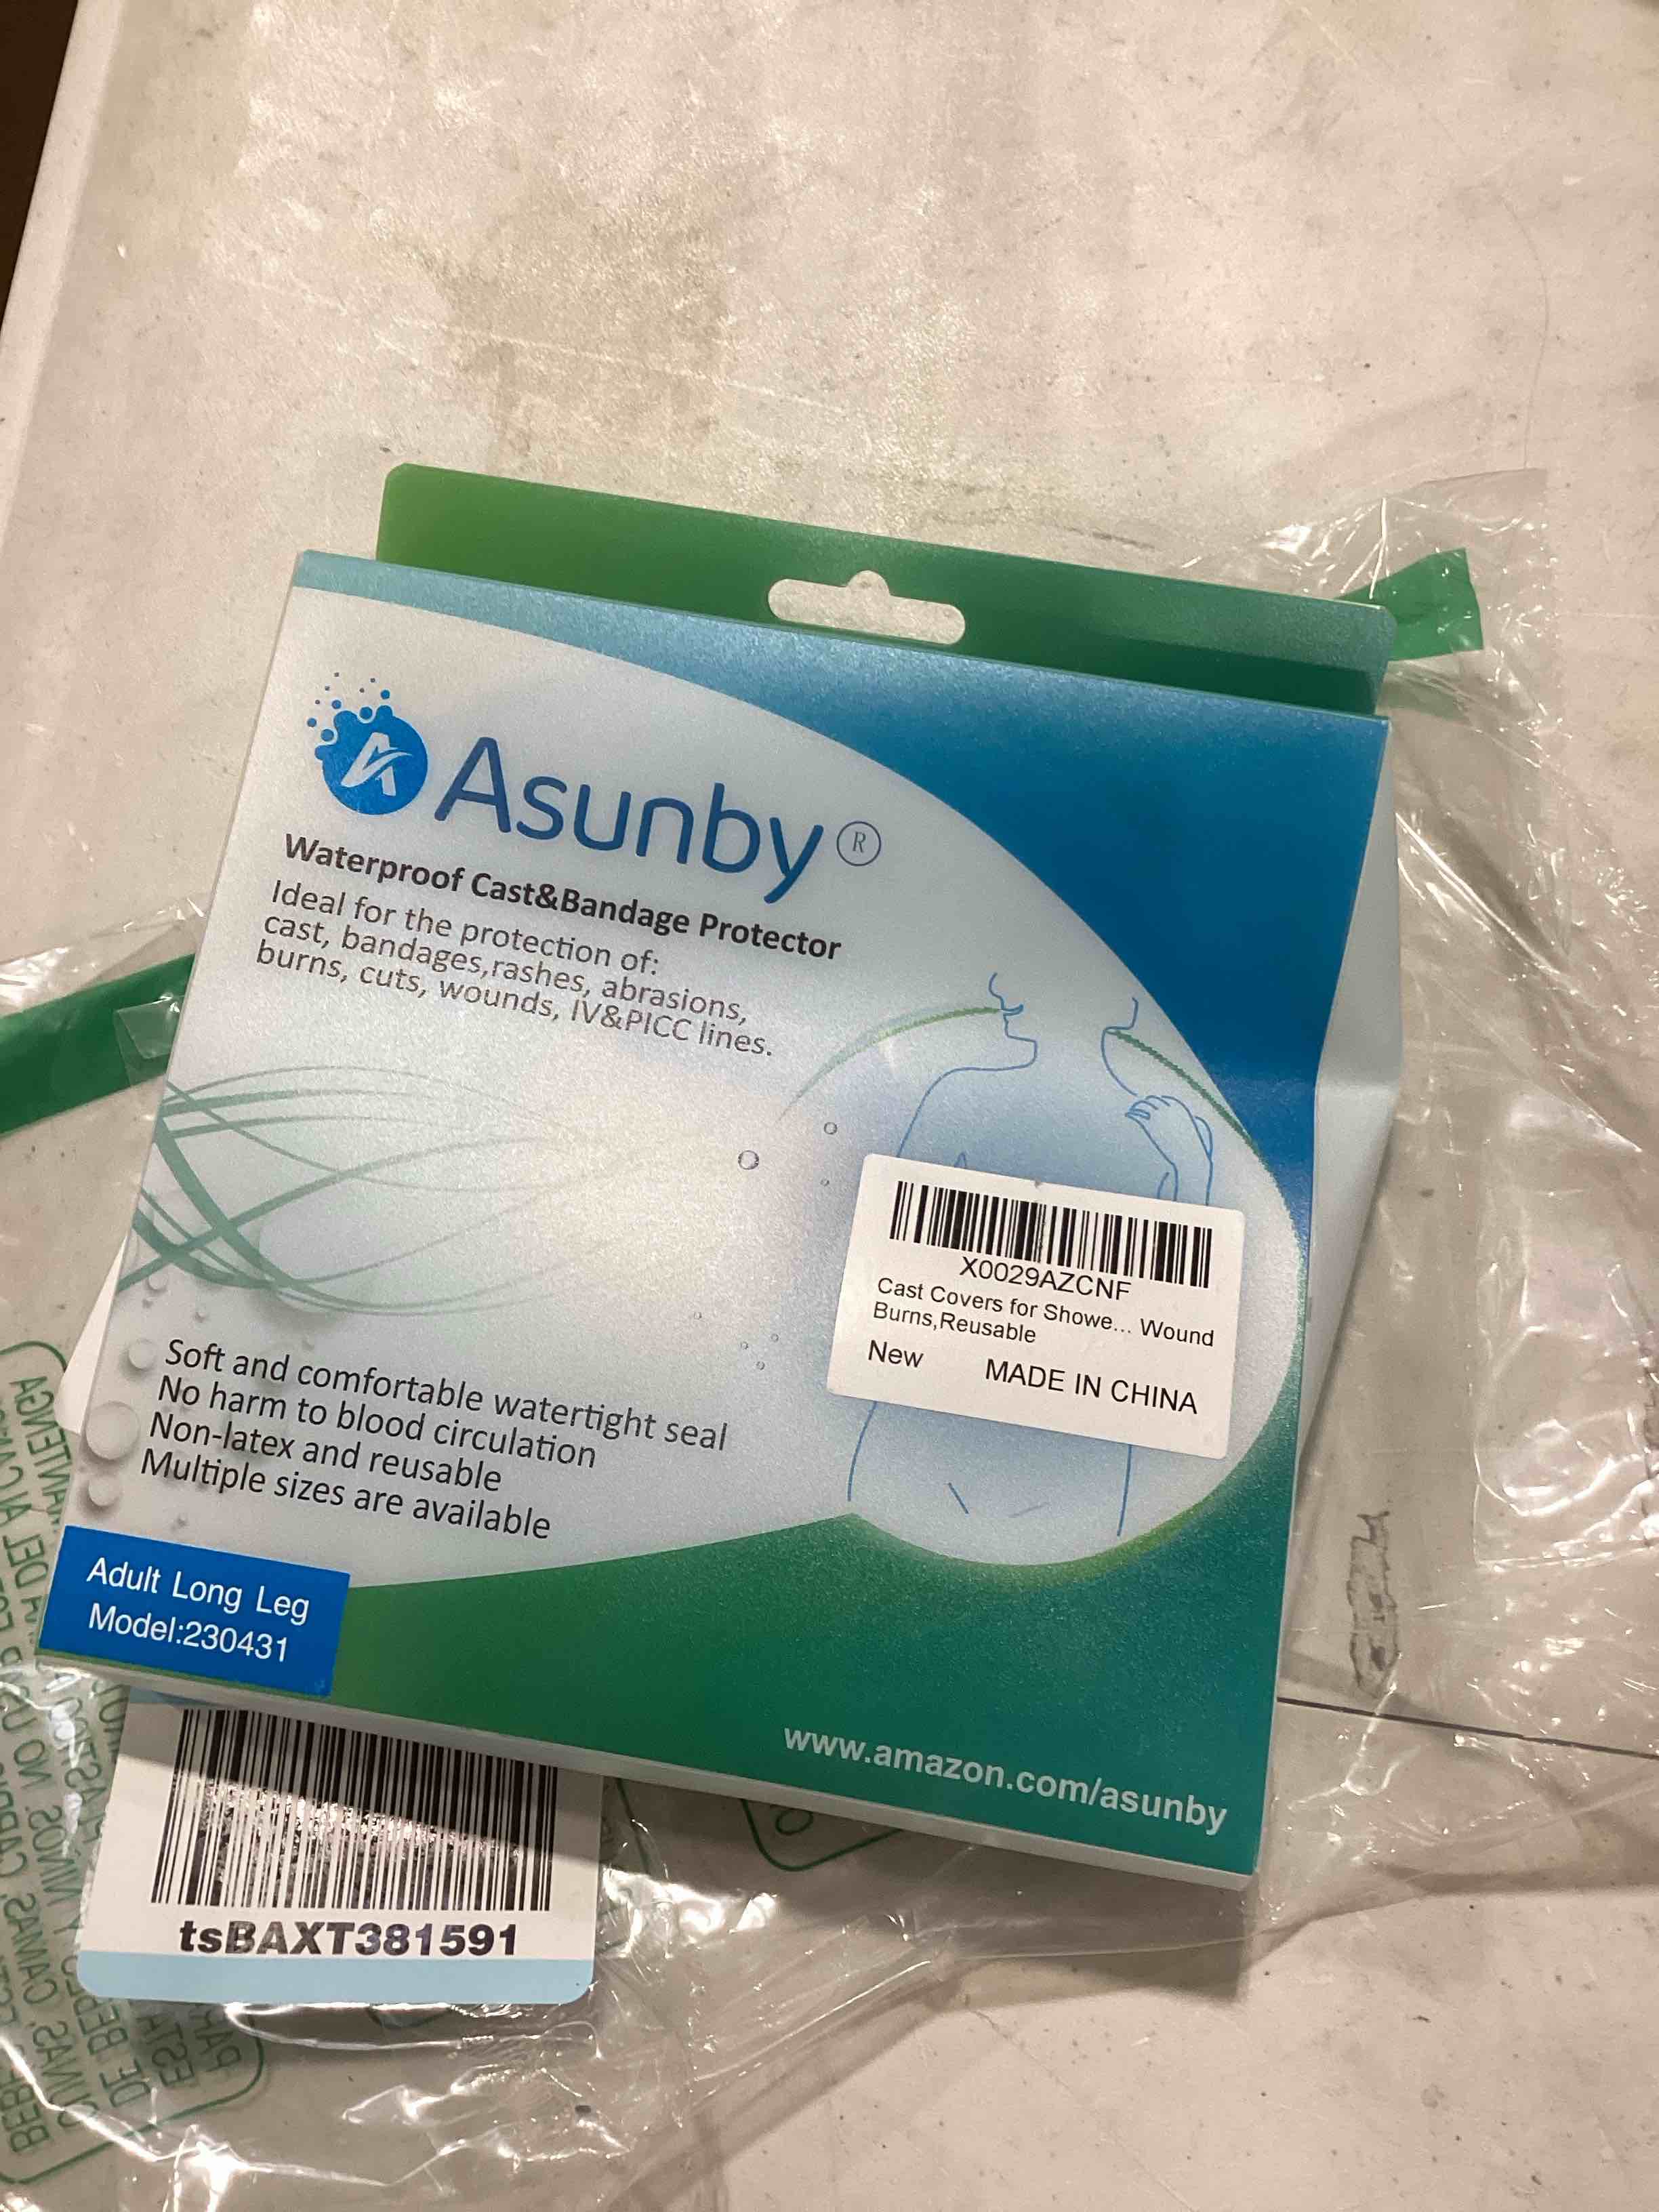 Asunby®
Waterproof Cast&Bandage Protector
Ideal for the protection of:
cast, bandages,rashes, abrasions,
burns, cuts, wounds, IV&PICC lines.
X0029AZCNF
Cast Covers for Showe... Wound
Burns,Reusable
New MADE IN CHINA
Soft and comfortable watertight seal
No harm to blood circulation
Non-latex and reusable
Multiple sizes are available
Adult Long Leg
Model:230431
www.amazon.com/asunby
tsBAXT381591